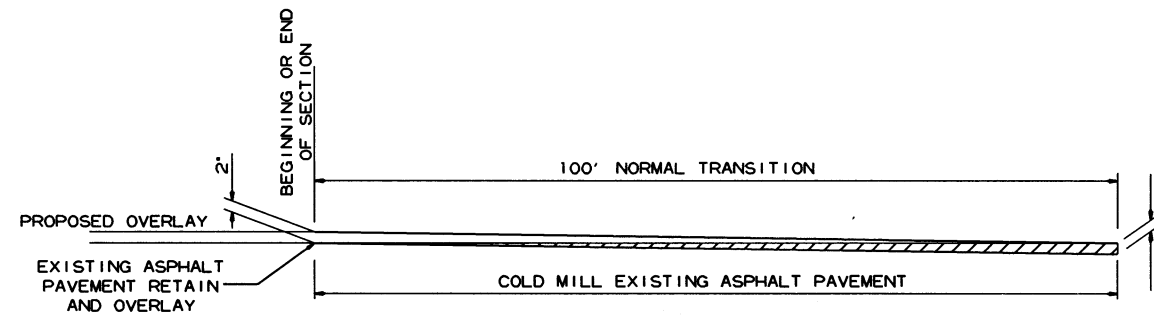 BEGINNING OR END
OF SECTION
2"
100' NORMAL TRANSITION
PROPOSED OVERLAY
EXISTING ASPHALT
PAVEMENT RETAIN
AND OVERLAY
COLD MILL EXISTING ASPHALT PAVEMENT